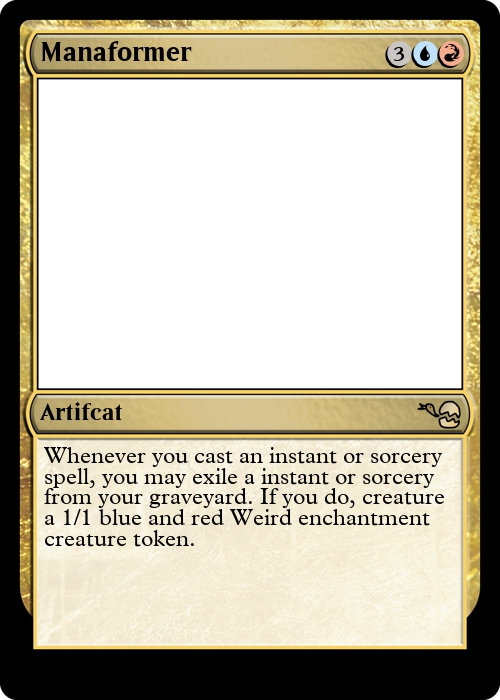 Manaformer
3
Artifcat
Whenever you cast an instant or sorcery
spell, you may exile a instant or sorcery
from your graveyard. If you do, creature
a 1/1 blue and red Weird enchantment
creature token.